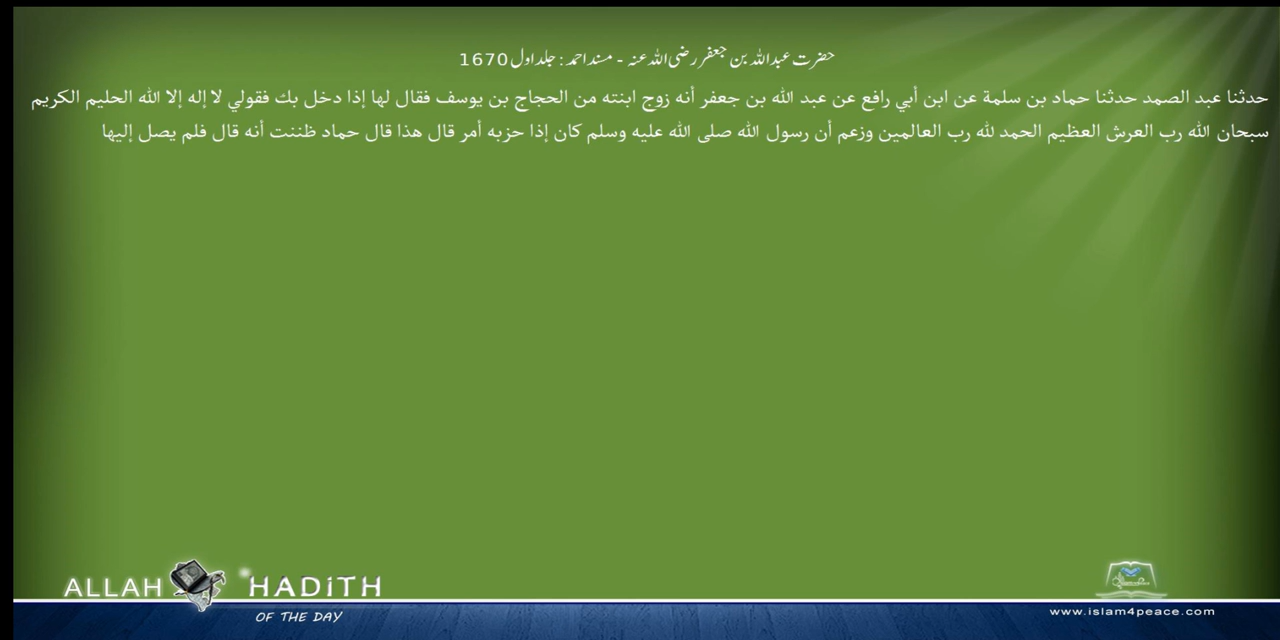 حضرت عبداللہ بن جعفر رضی اللہ عنہ - مسند احمد : جلد اول 1670
حدثنا عبد الصمد حدثنا حماد بن سلمة عن ابن أبي رافع عن عبد الله بن جعفر أنه زوج ابنته من الحجاج بن يوسف فقال لها إذا دخل بك فقولي لا إله إلا الله الحليم الكريم
سبحان الله رب العرش العظيم الحمد لله رب العالمين وزعم أن رسول الله صلى الله عليه وسلم كان إذا حزبه أمر قال هذا قال حماد ظننت أنه قال فلم يصل إليها
ALLAH HADITH
OF THE DAY
www.islam4peace.com